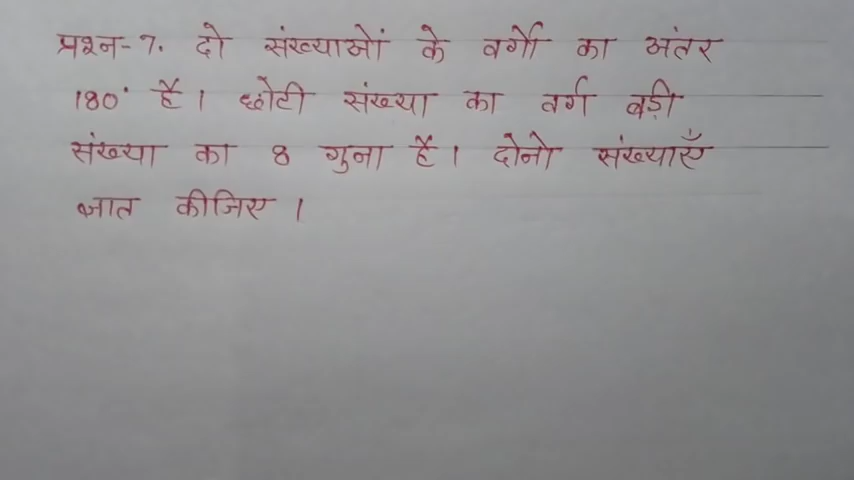 प्रश्न-7. दो संख्याओं के वर्गों का अंतर
180° है। छोटी संख्या का वर्ग बड़ी
संख्या का 8 गुना है। दोनो संख्याएँ
ज्ञात कीजिए।